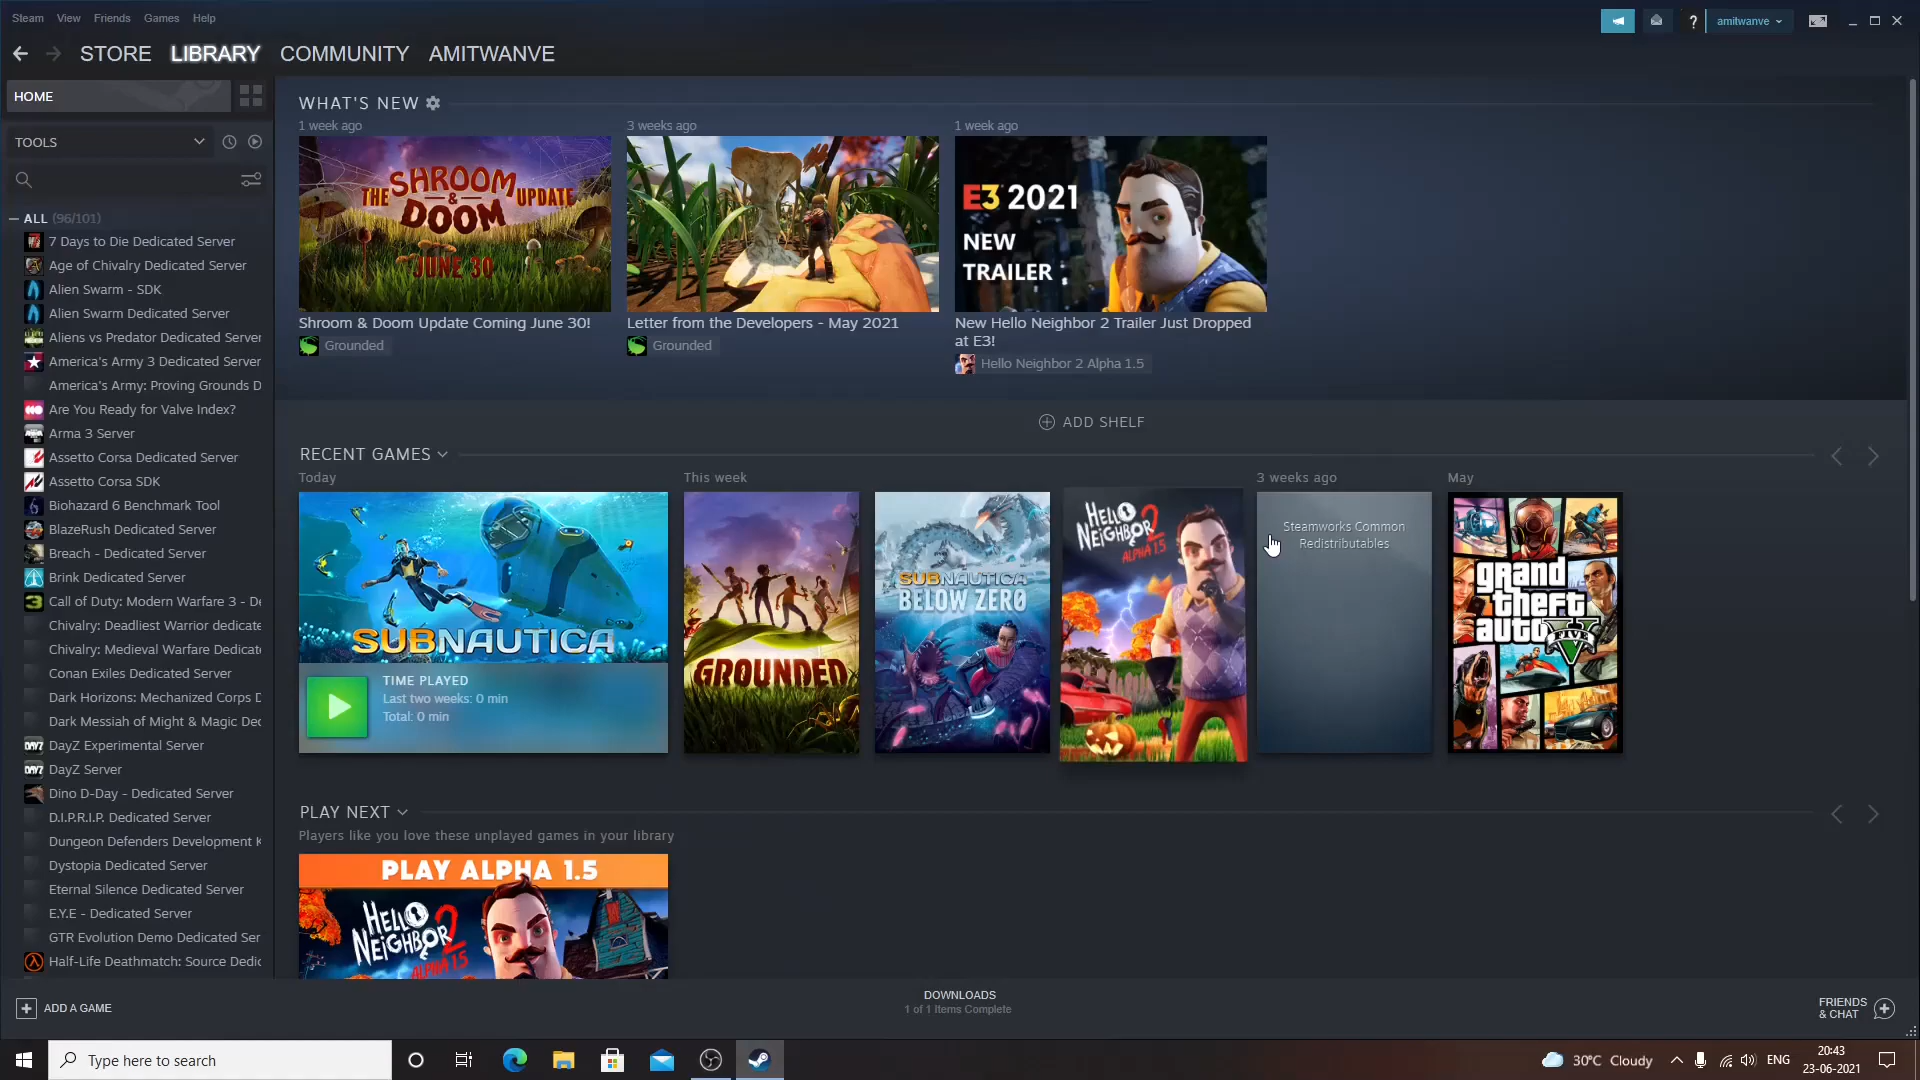 Steam View Friends Games Help
amitwanve
STORE LIBRARY COMMUNITY AMITWANVE
HOME
TOOLS
ALL (96/101)
7 Days to Die Dedicated Server
Age of Chivalry Dedicated Server
Alien Swarm - SDK
Alien Swarm Dedicated Server
Aliens vs Predator Dedicated Server
America's Army 3 Dedicated Server
America's Army: Proving Grounds D
Are You Ready for Valve Index?
Arma 3 Server
Assetto Corsa Dedicated Server
Assetto Corsa SDK
Biohazard 6 Benchmark Tool
BlazeRush Dedicated Server
Breach - Dedicated Server
Brink Dedicated Server
Call of Duty: Modern Warfare 3 - De
Chivalry: Deadliest Warrior dedicate
Chivalry: Medieval Warfare Dedicate
Conan Exiles Dedicated Server
Dark Horizons: Mechanized Corps D
Dark Messiah of Might & Magic Dec
DayZ Experimental Server
DayZ Server
Dino D-Day - Dedicated Server
D.I.P.R.I.P. Dedicated Server
Dungeon Defenders Development K
Dystopia Dedicated Server
Eternal Silence Dedicated Server
E.Y.E - Dedicated Server
GTR Evolution Demo Dedicated Ser
Half-Life Deathmatch: Source Dedic
ADD A GAME
WHAT'S NEW
1 week ago
THE SHROOM & DOOM UPDATE
JUNE 30
Shroom & Doom Update Coming June 30!
Grounded
3 weeks ago
Letter from the Developers - May 2021
Grounded
1 week ago
E3 2021
NEW
TRAILER
New Hello Neighbor 2 Trailer Just Dropped
at E3!
Hello Neighbor 2 Alpha 1.5
ADD SHELF
RECENT GAMES
Today
SUBNAUTICA
TIME PLAYED
Last two weeks: 0 min
Total: 0 min
This week
GROUNDED
SUBNAUTICA
BELOW ZERO
HELLO
NEIGHBOR 2
ALPHA 1.5
3 weeks ago
Steamworks Common
Redistributables
May
grand
theft
auto
FIVE
PLAY NEXT
Players like you love these unplayed games in your library
PLAY ALPHA 1.5
HELLO
NEIGHBOR 2
ALPHA 1.5
DOWNLOADS
1 of 1 Items Complete
FRIENDS
& CHAT
Type here to search
30°C Cloudy
ENG
20:43
23-06-2021